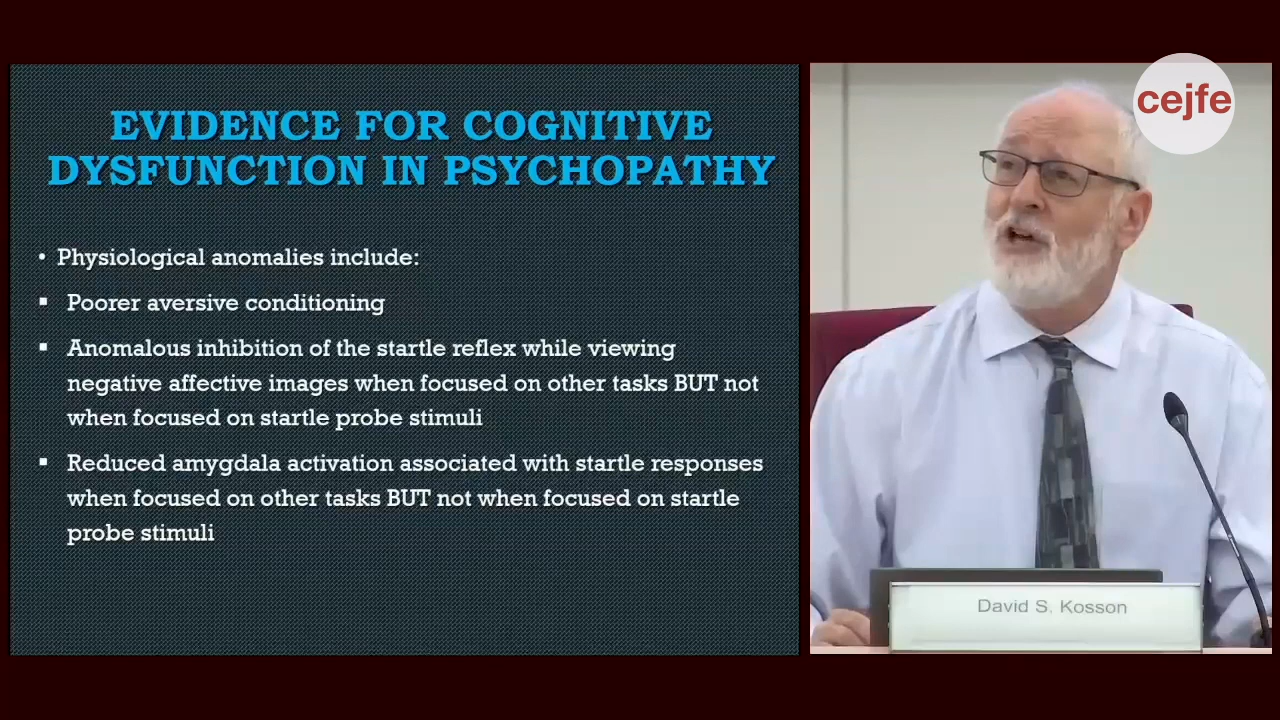 EVIDENCE FOR COGNITIVE
DYSFUNCTION IN PSYCHOPATHY
• Physiological anomalies include:
▪ Poorer aversive conditioning
▪ Anomalous inhibition of the startle reflex while viewing
negative affective images when focused on other tasks BUT not
when focused on startle probe stimuli
▪ Reduced amygdala activation associated with startle responses
when focused on other tasks BUT not when focused on startle
probe stimuli
cejfe
David S. Kosson